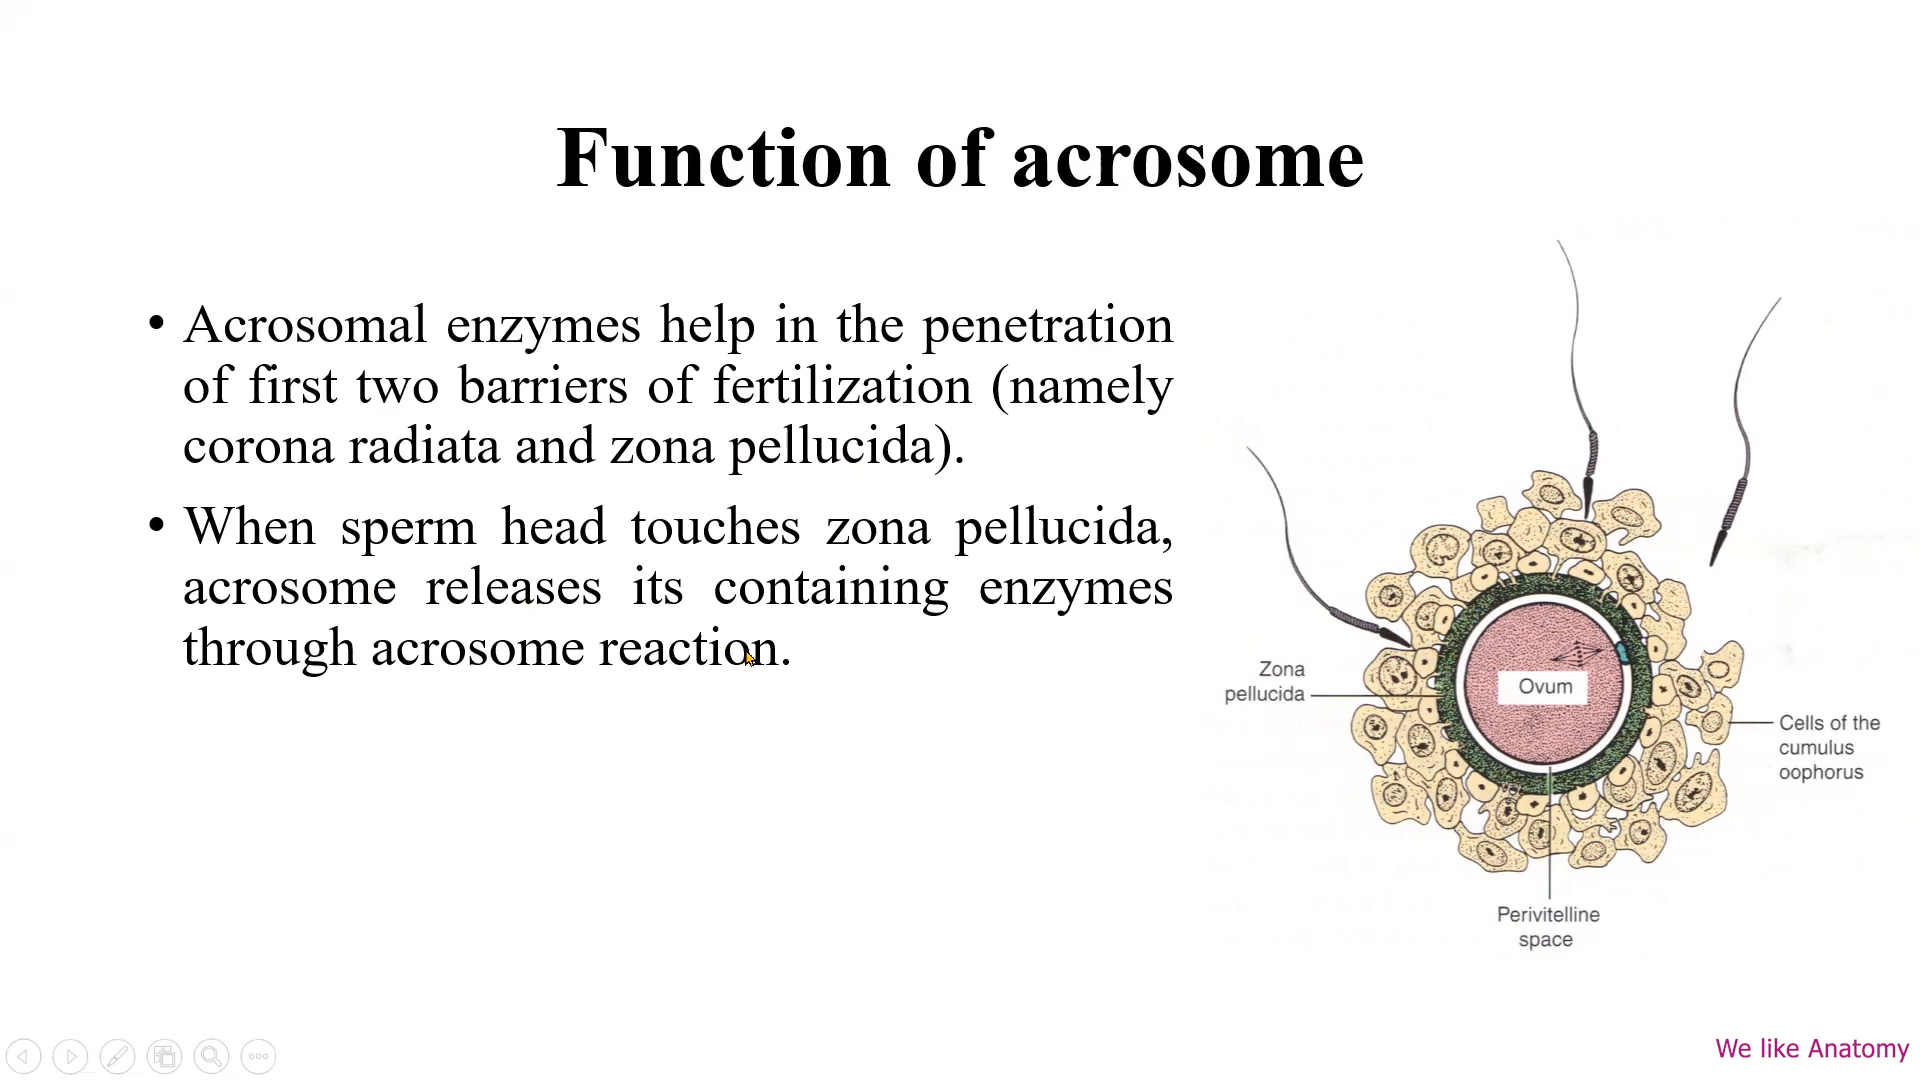 Function of acrosome
• Acrosomal enzymes help in the penetration
of first two barriers of fertilization (namely
corona radiata and zona pellucida).
• When sperm head touches zona pellucida,
acrosome releases its containing enzymes
through acrosome reaction.
Zona
pellucida
Ovum
Cells of the
cumulus
oophorus
Perivitelline
space
We like Anatomy